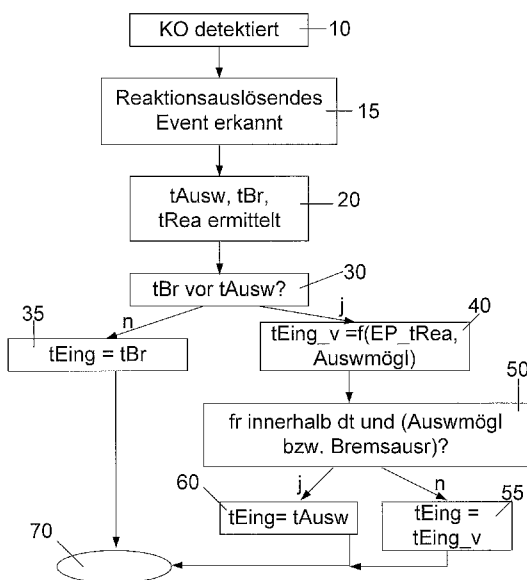 KO detektiert
10
Reaktionsauslösendes
Event erkannt
15
tAusw, tBr,
tRea ermittelt
20
tBr vor tAusw?
30
n
j
35
tEing = tBr
40
tEing_v =f(EP_tRea,
Auswmögl)
50
fr innerhalb dt und (Auswmögl
bzw. Bremsausr)?
j
n
60
tEing= tAusw
55
tEing =
tEing_v
70